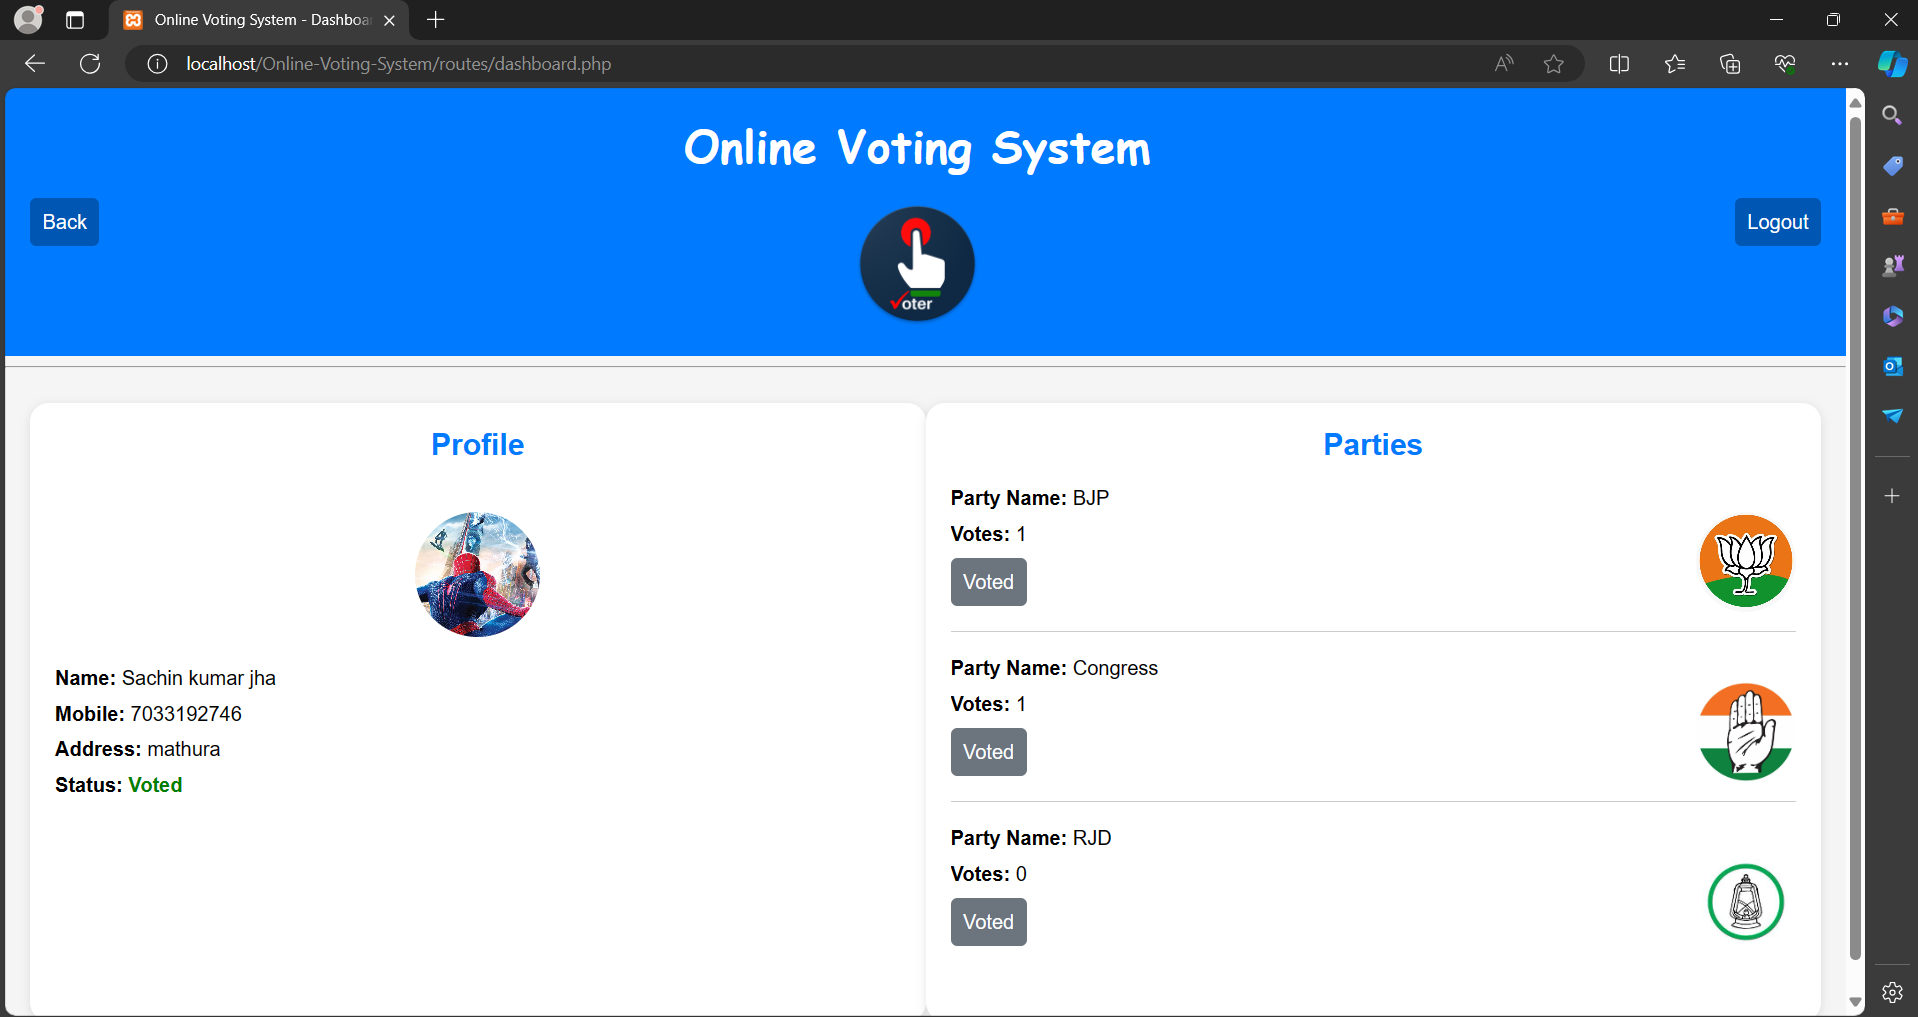 Online Voting System - Dashboa
localhost/Online-Voting-System/routes/dashboard.php
Online Voting System
Back
Logout
oter
Profile
Name: Sachin kumar jha
Mobile: 7033192746
Address: mathura
Status: Voted
Parties
Party Name: BJP
Votes: 1
Voted
Party Name: Congress
Votes: 1
Voted
Party Name: RJD
Votes: 0
Voted